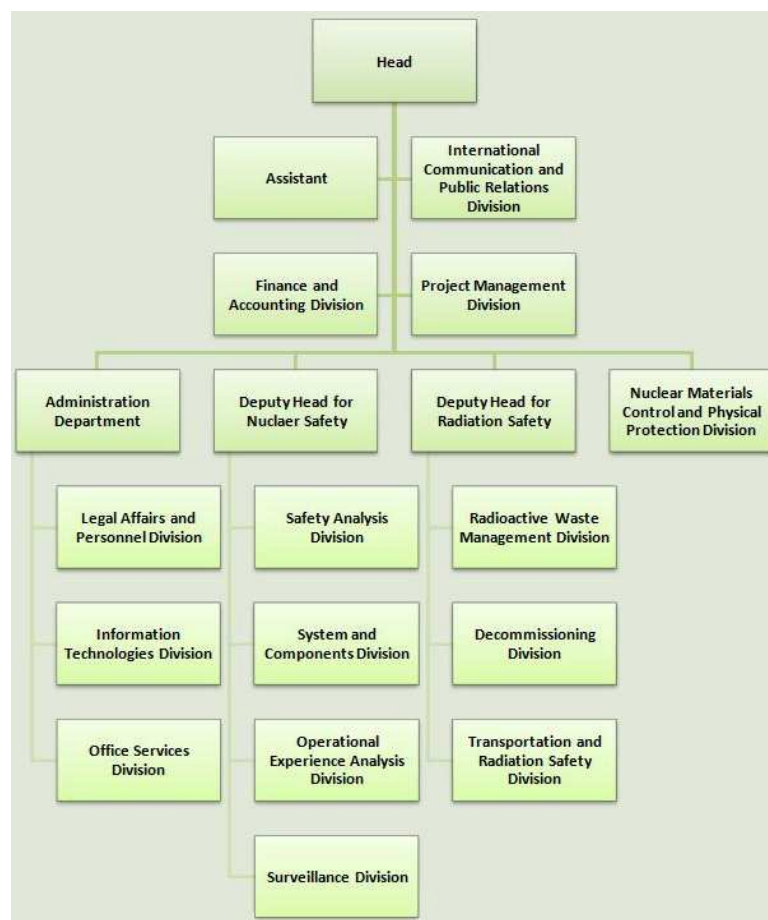 Head
Assistant
International
Communication and
Public Relations
Division
Finance and
Accounting Division
Project Management
Division
Administration
Department
Deputy Head for
Nuclaer Safety
Deputy Head for
Radiation Safety
Nuclear Materials
Control and Physical
Protection Division
Legal Affairs and
Personnel Division
Safety Analysis
Division
Radioactive Waste
Management Division
Information
Technologies Division
System and
Components Division
Decommissioning
Division
Office Services
Division
Operational
Experience Analysis
Division
Transportation and
Radiation Safety
Division
Surveillance Division